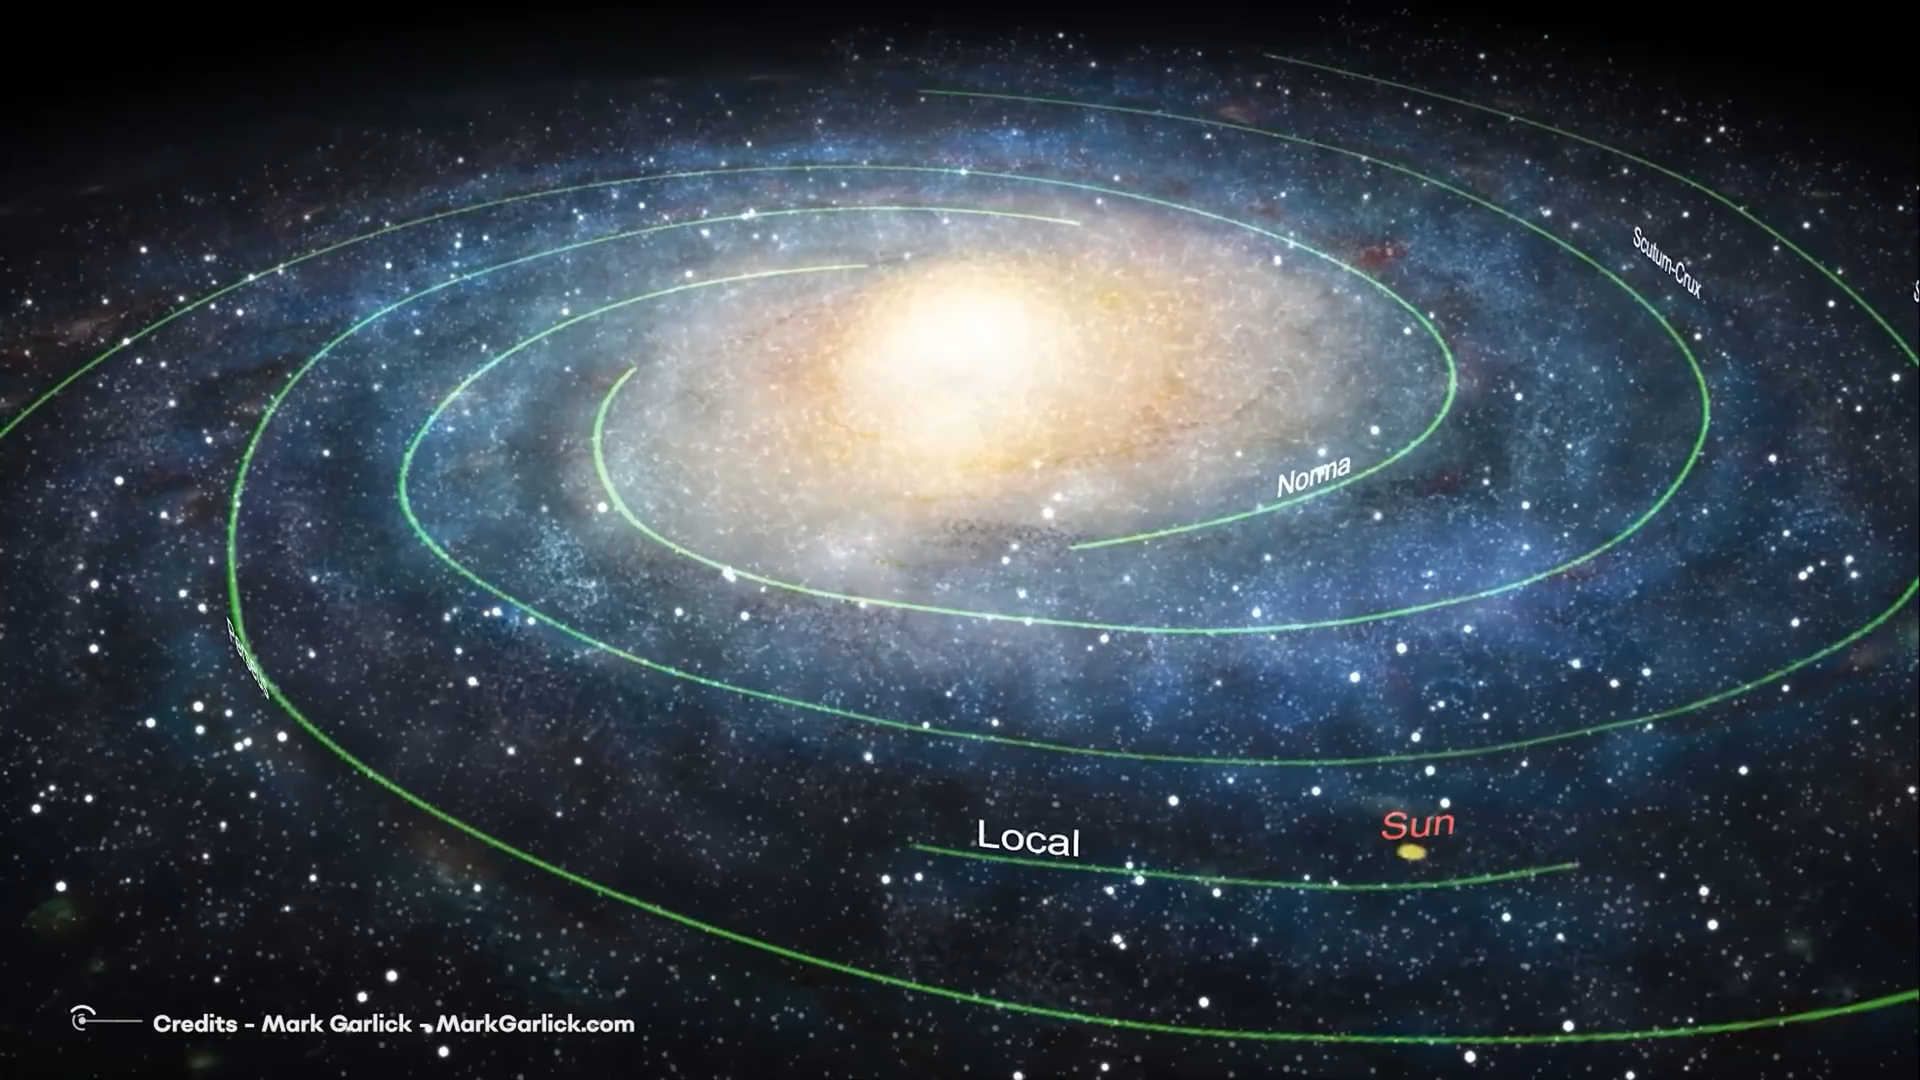 Scutum-Crux
Norma
Local
Sun
Credits - Mark Garlick - MarkGarlick.com